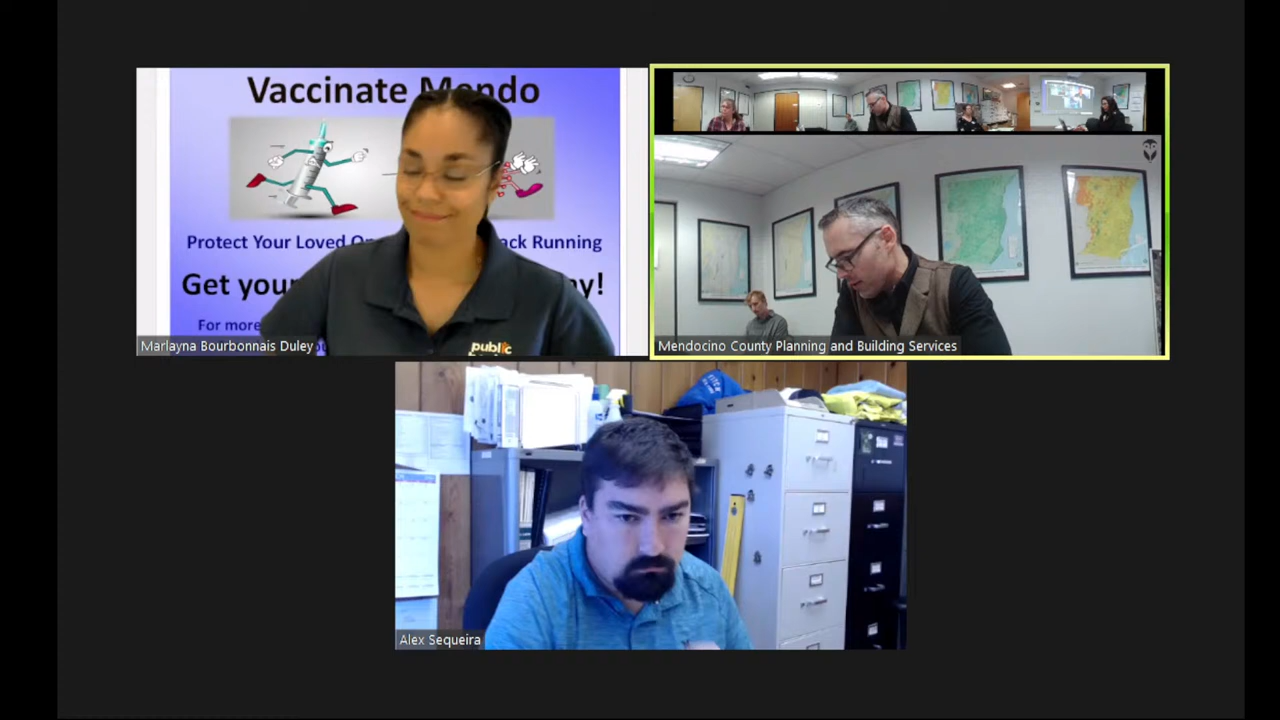 Vaccinate Mendo
Protect Your Loved On ack Running
Get your ny!
For more
public
Marlayna Bourbonnais Duley
Mendocino County Planning and Building Services
Alex Sequeira